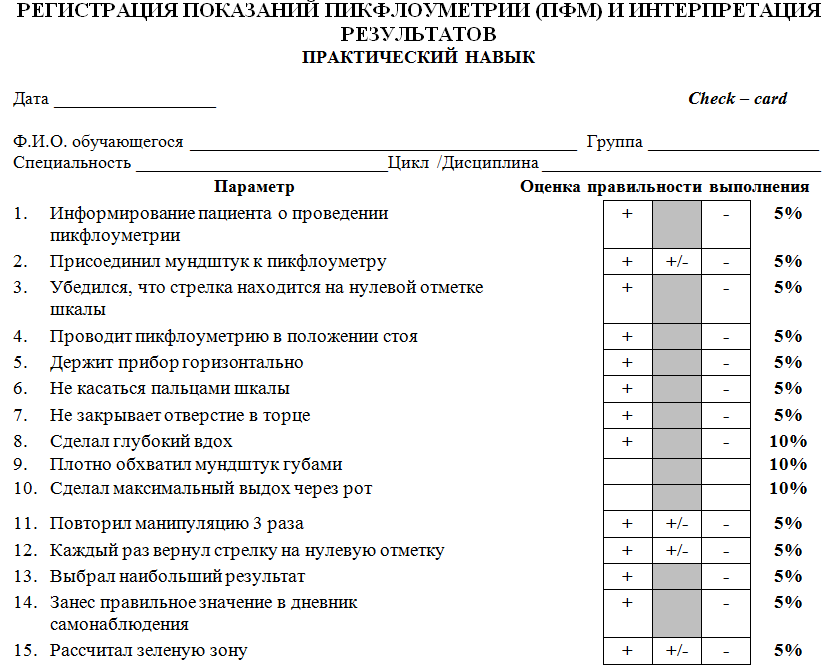 РЕГИСТРАЦИЯ ПОКАЗАНИЙ ПИКФЛОУМЕТРИИ (ПФМ) И ИНТЕРПРЕТАЦИЯ
РЕЗУЛЬТАТОВ
ПРАКТИЧЕСКИЙ НАВЫК
Дата __________________ Check – card
Ф.И.О. обучающегося ___________________________________________ Группа ___________________
Специальность ____________________________Цикл /Дисциплина _______________________________
Параметр Оценка правильности выполнения
1. Информирование пациента о проведении + - 5%
пикфлоуметрии
2. Присоединил мундштук к пикфлоуметру + +/- - 5%
3. Убедился, что стрелка находится на нулевой отметке + - 5%
шкалы
4. Проводит пикфлоуметрию в положении стоя + - 5%
5. Держит прибор горизонтально + - 5%
6. Не касаться пальцами шкалы + - 5%
7. Не закрывает отверстие в торце + - 5%
8. Сделал глубокий вдох + - 10%
9. Плотно обхватил мундштук губами 10%
10. Сделал максимальный выдох через рот 10%
11. Повторил манипуляцию 3 раза + +/- - 5%
12. Каждый раз вернул стрелку на нулевую отметку + +/- - 5%
13. Выбрал наибольший результат + - 5%
14. Занес правильное значение в дневник + - 5%
самонаблюдения
15. Рассчитал зеленую зону + +/- - 5%